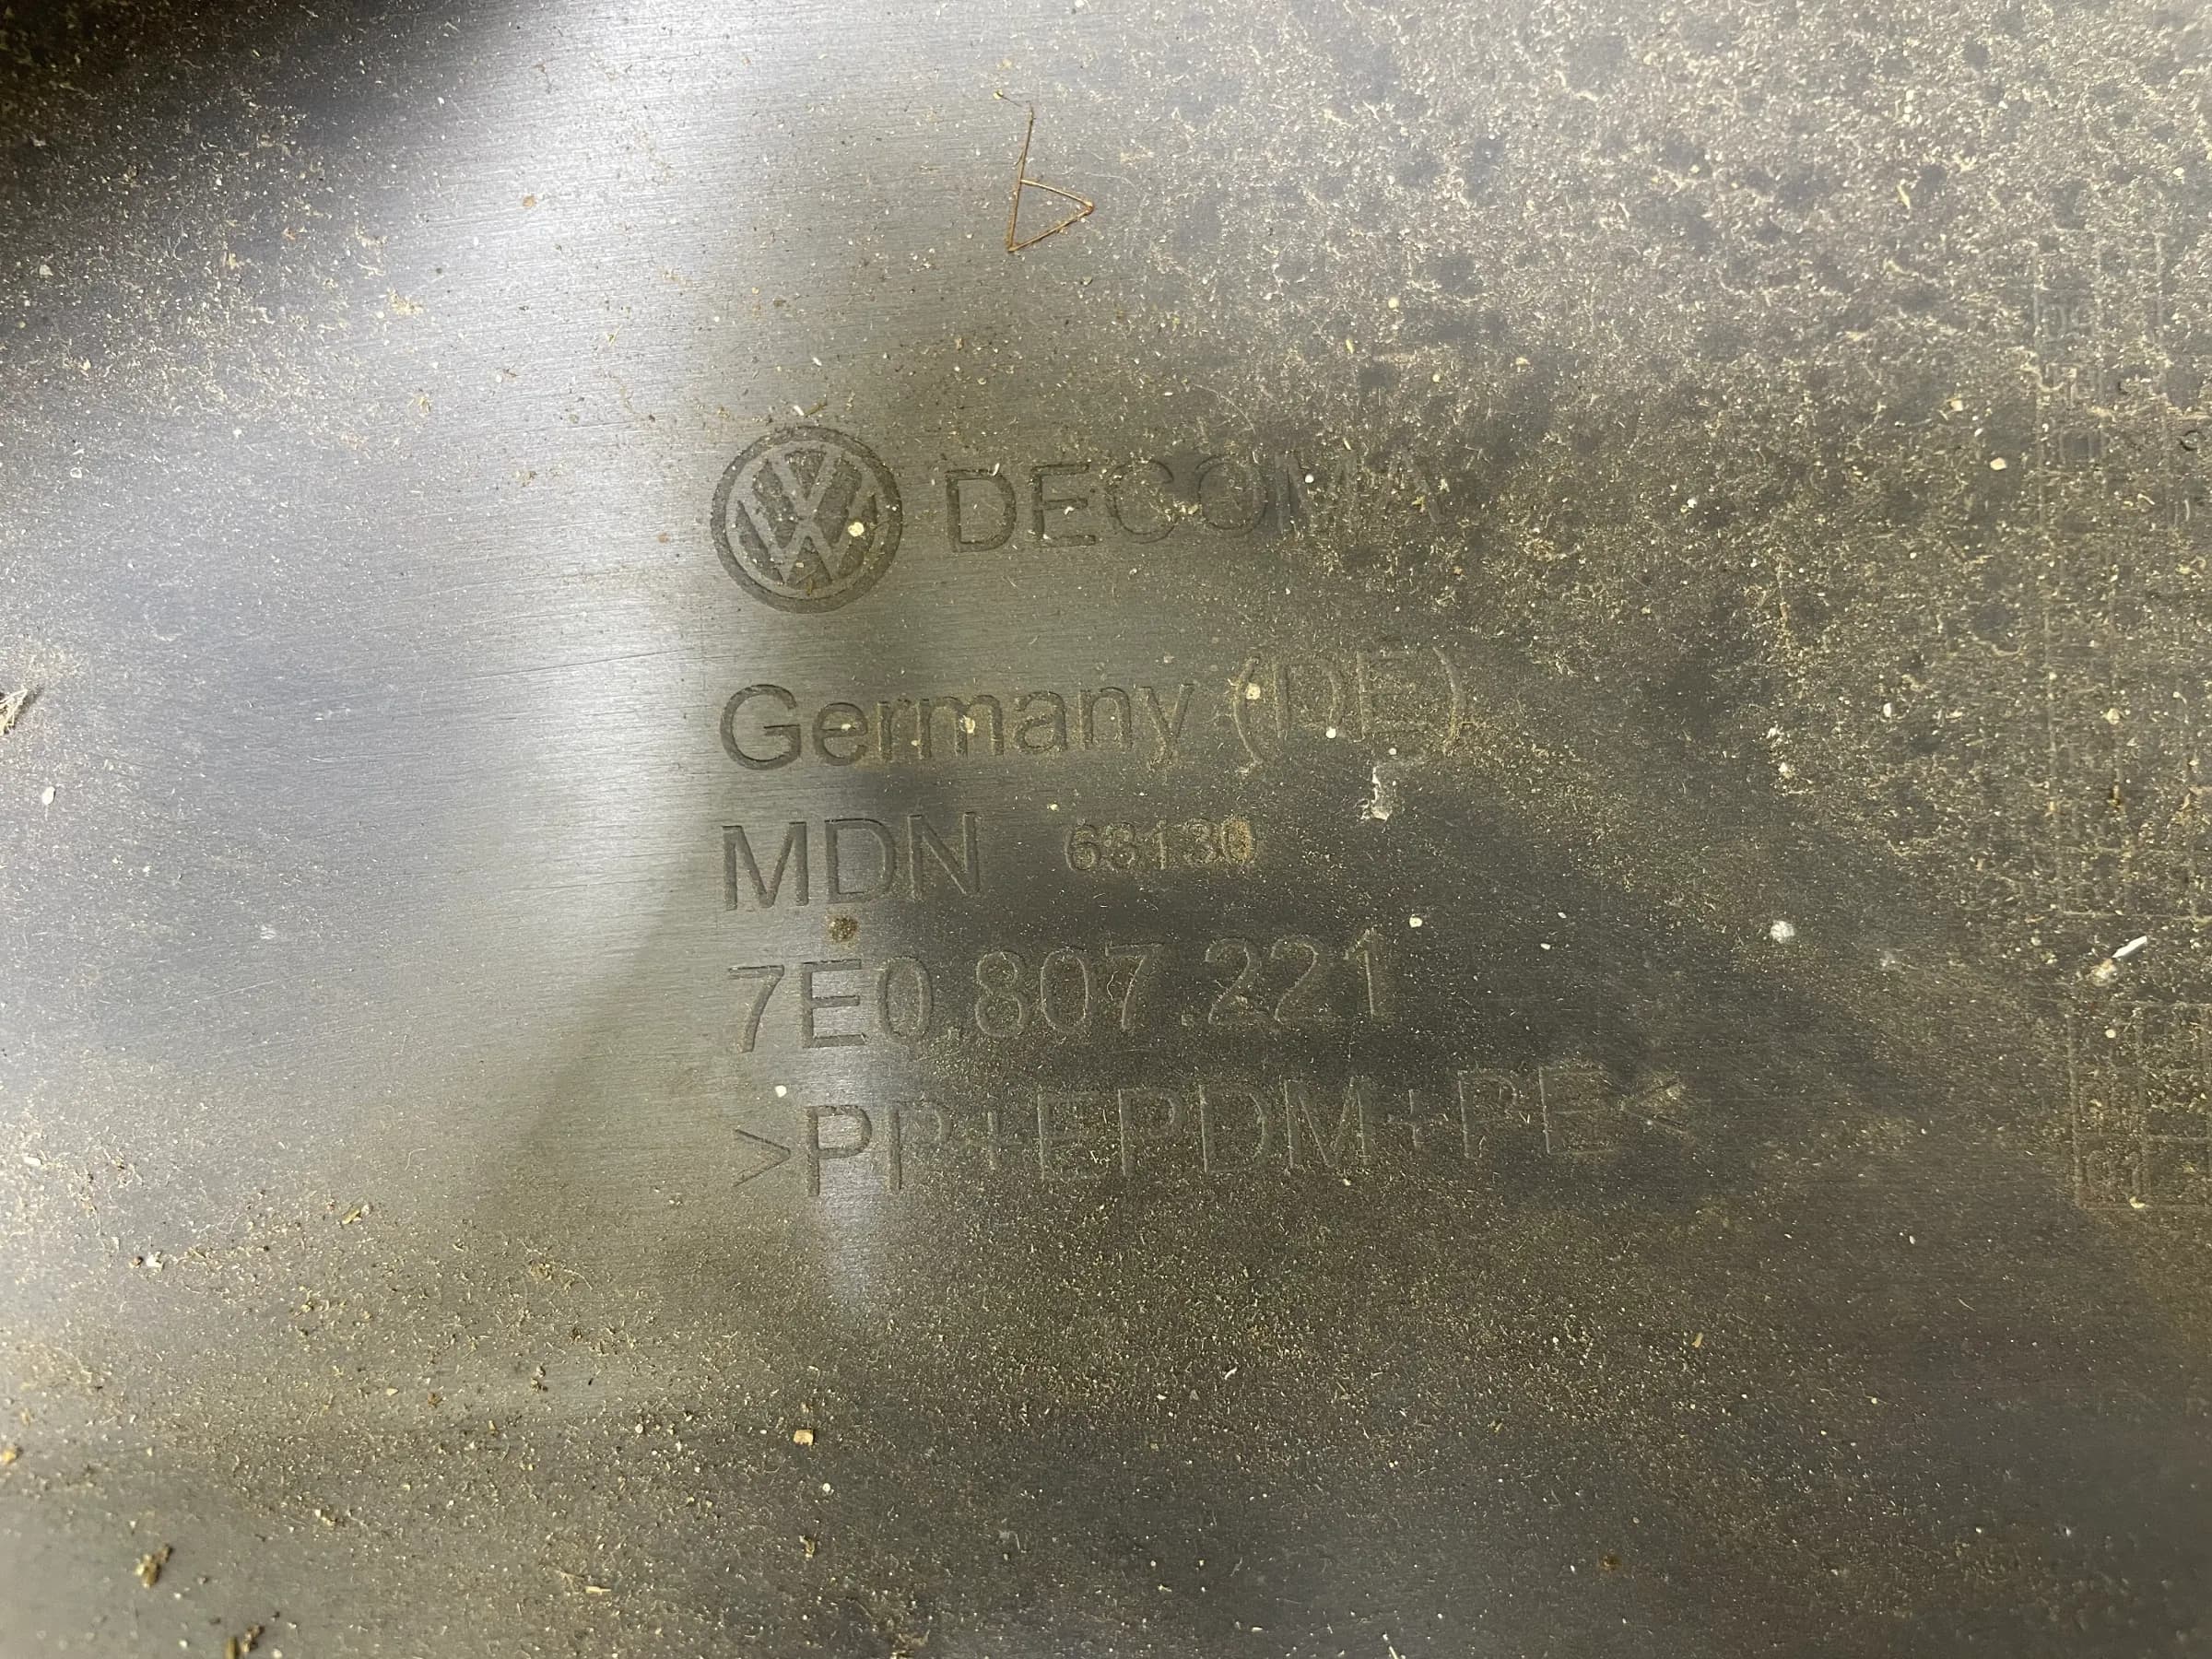 DECOMA
Germany (DE)
MDN 63130
7E0.807.221
>PP+EPDM+PE<